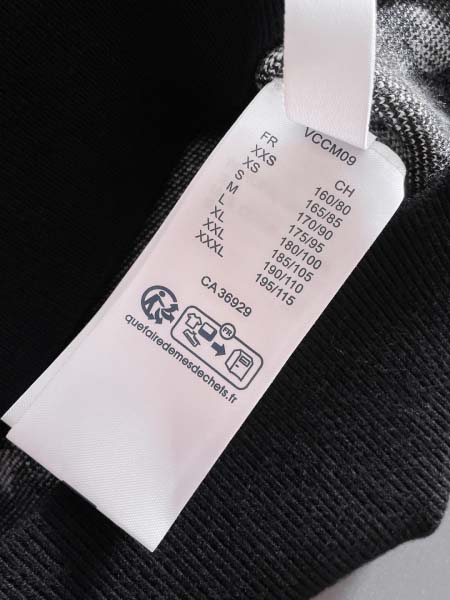 VCCM09
FR CH
XXS 160/80
XS 165/85
S 170/90
M 175/95
L 180/100
XL 185/105
XXL 190/110
XXXL 195/115
CA 36929
FR
quefairedemesdechets.fr